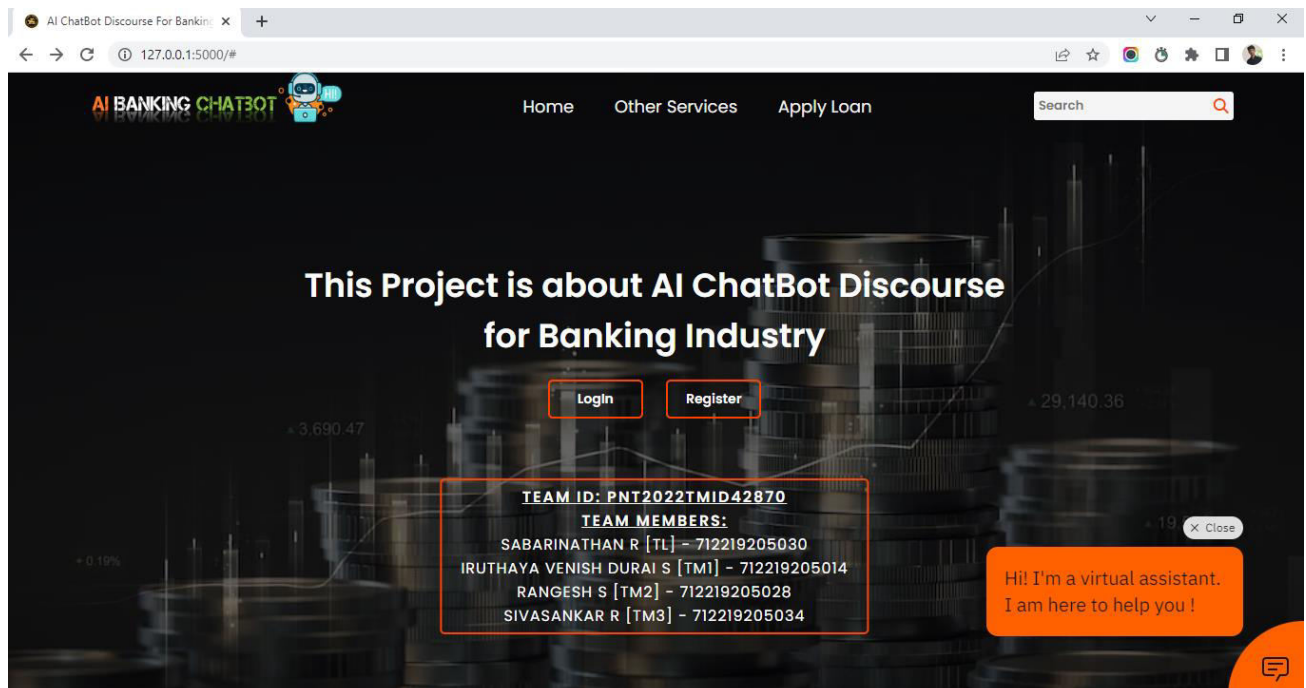 AI ChatBot Discourse For Banking
127.0.0.1:5000/#
AI BANKING CHATBOT
HI!
Home
Other Services
Apply Loan
Search
This Project is about AI ChatBot Discourse
for Banking Industry
LogIn
Register
29,140.36
3,690.47
TEAM ID: PNT2022TMID42870
TEAM MEMBERS:
SABARINATHAN R [TL] - 712219205030
IRUTHAYA VENISH DURAI S [TM1] - 712219205014
RANGESH S [TM2] - 712219205028
SIVASANKAR R [TM3] - 712219205034
+ 0.19%
× Close
Hi! I'm a virtual assistant.
I am here to help you !